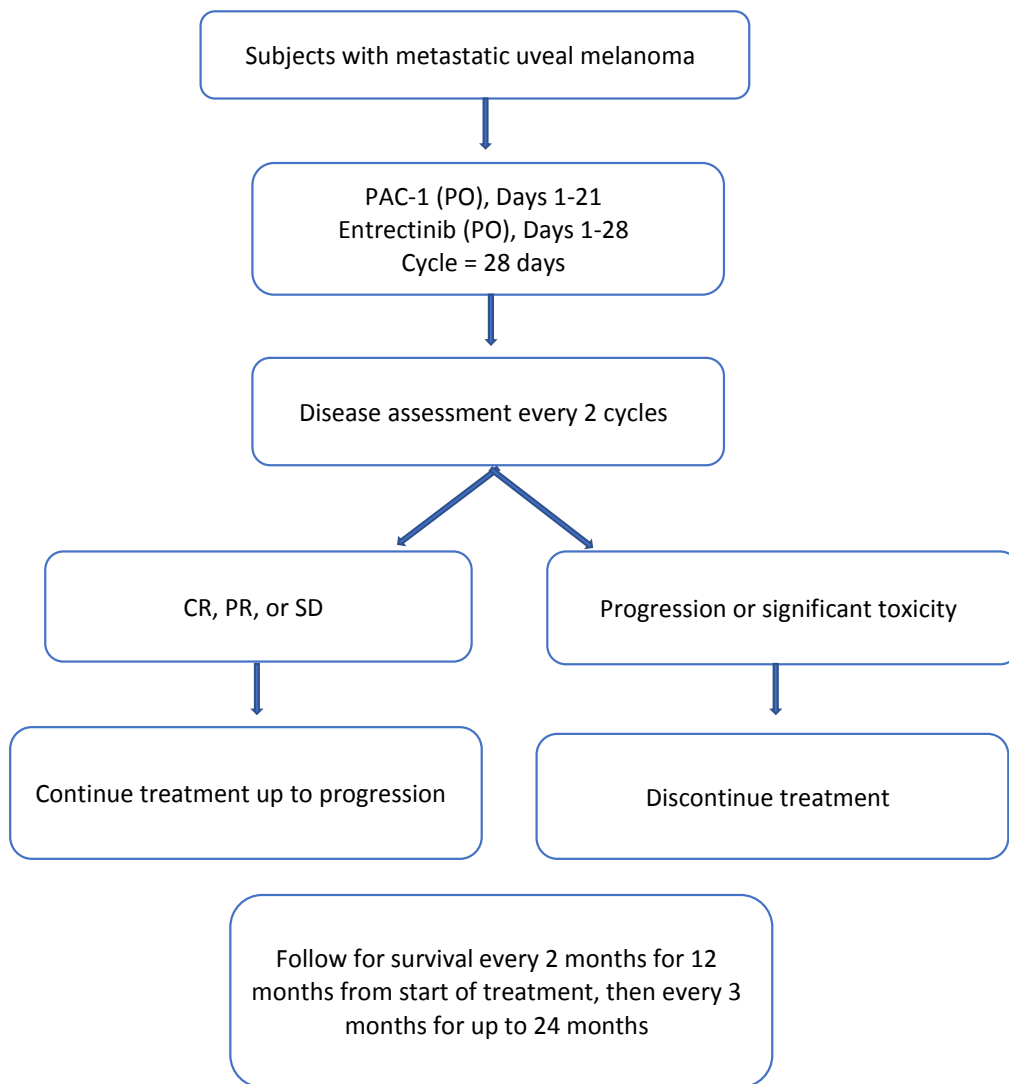 Subjects with metastatic uveal melanoma
PAC-1 (PO), Days 1-21
Entrectinib (PO), Days 1-28
Cycle = 28 days
Disease assessment every 2 cycles
CR, PR, or SD
Progression or significant toxicity
Continue treatment up to progression
Discontinue treatment
Follow for survival every 2 months for 12
months from start of treatment, then every 3
months for up to 24 months